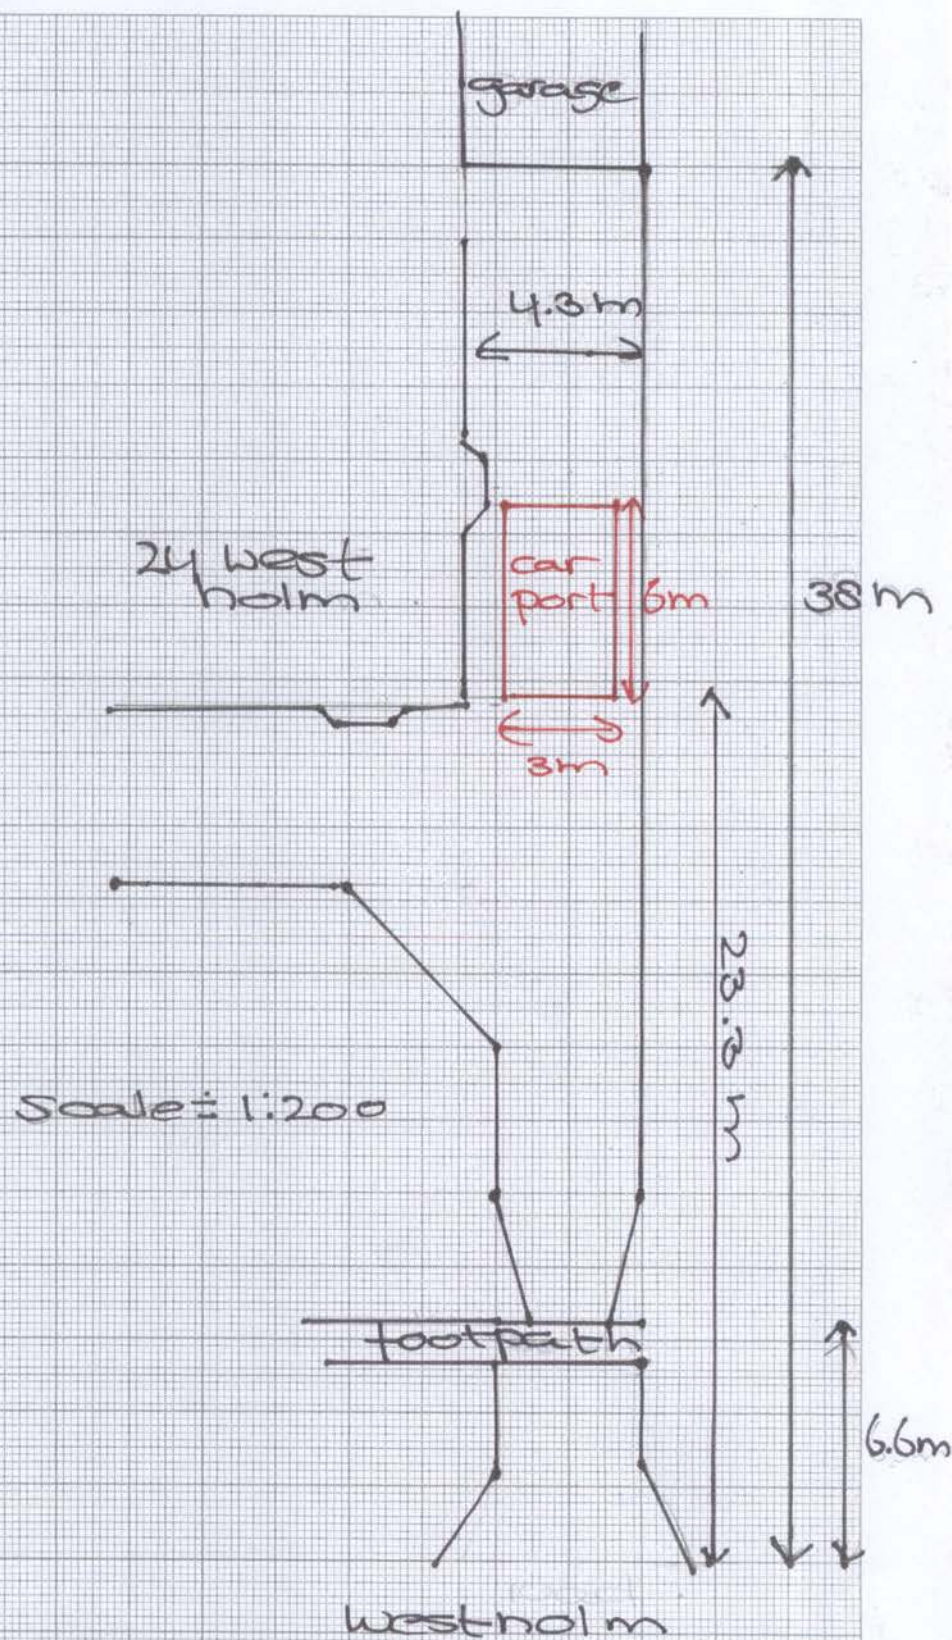 garage
4.3m
24 west
holm
car
port
6m
38m
3m
23.3m
scale = 1:200
footpath
6.6m
westholm